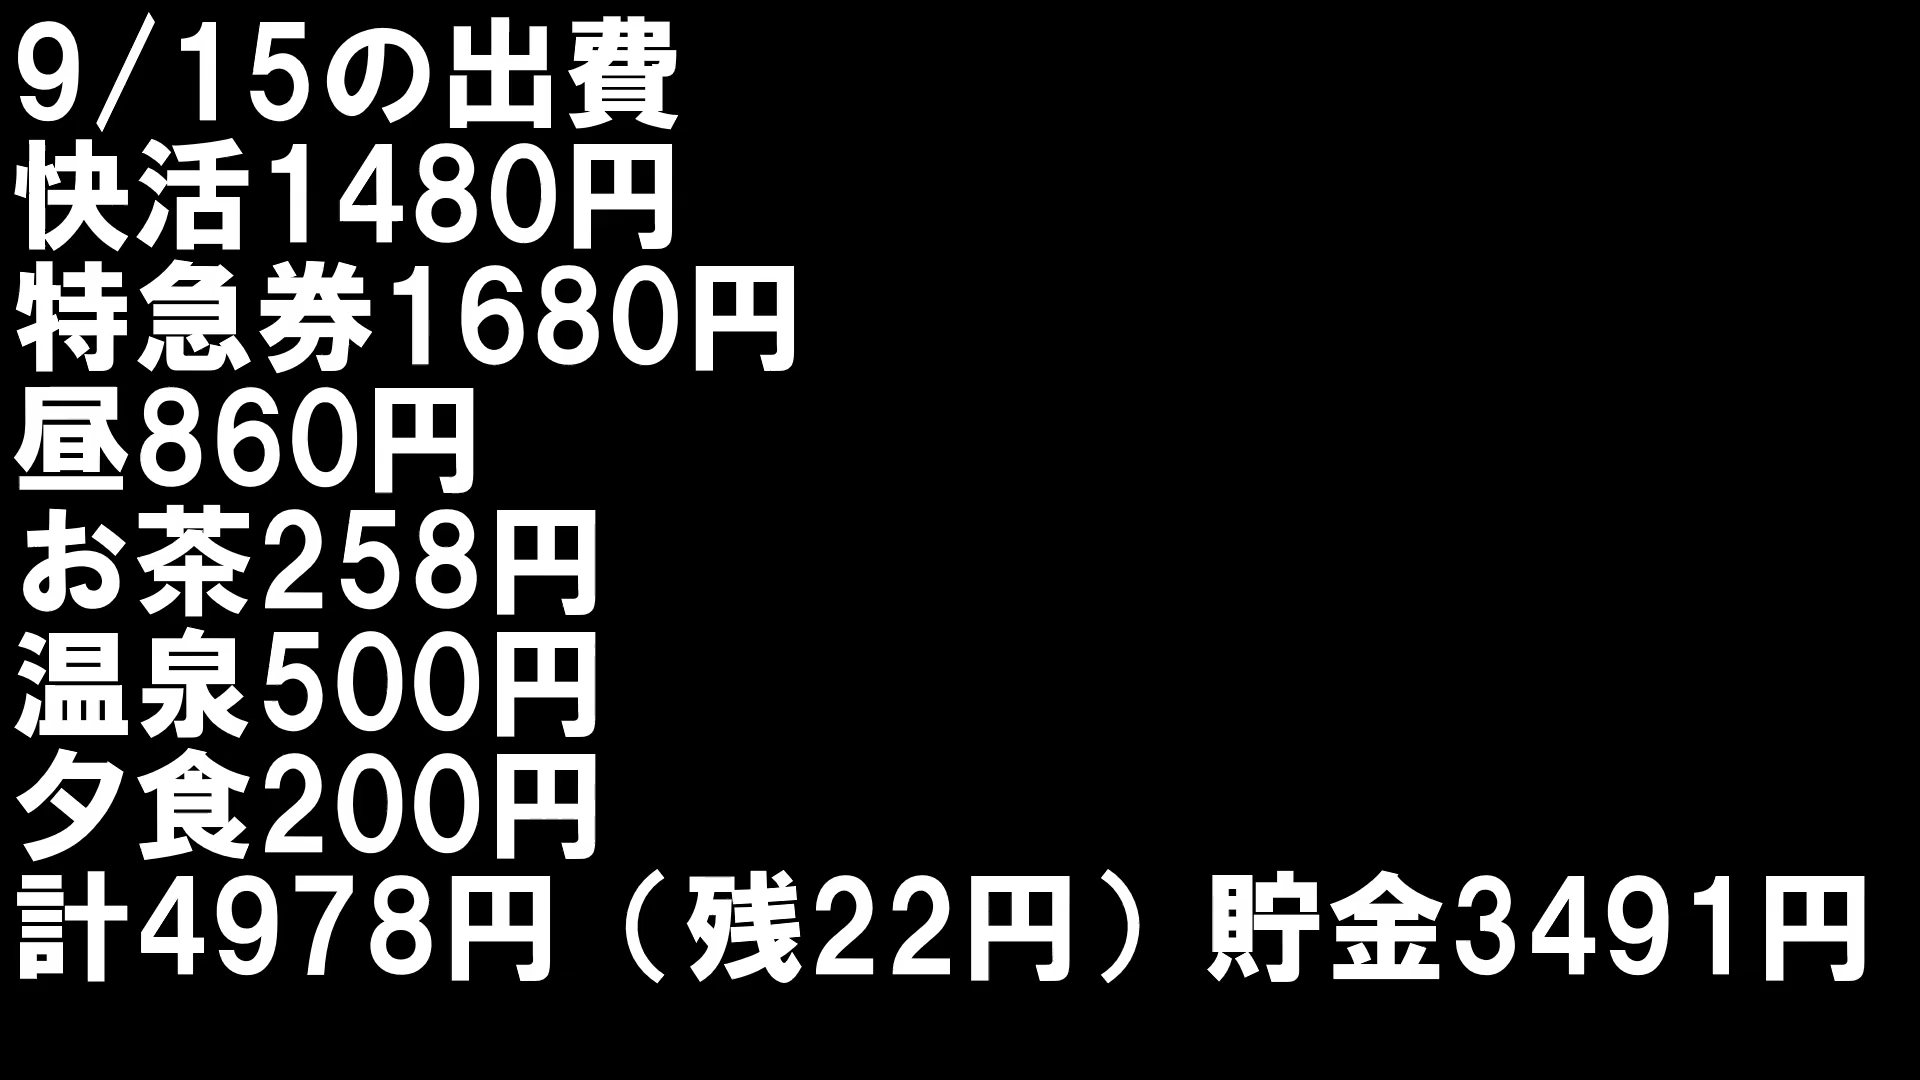 9/15の出費
快活1480円
特急券1680円
昼860円
お茶258円
温泉500円
夕食200円
計4978円（残22円）貯金3491円